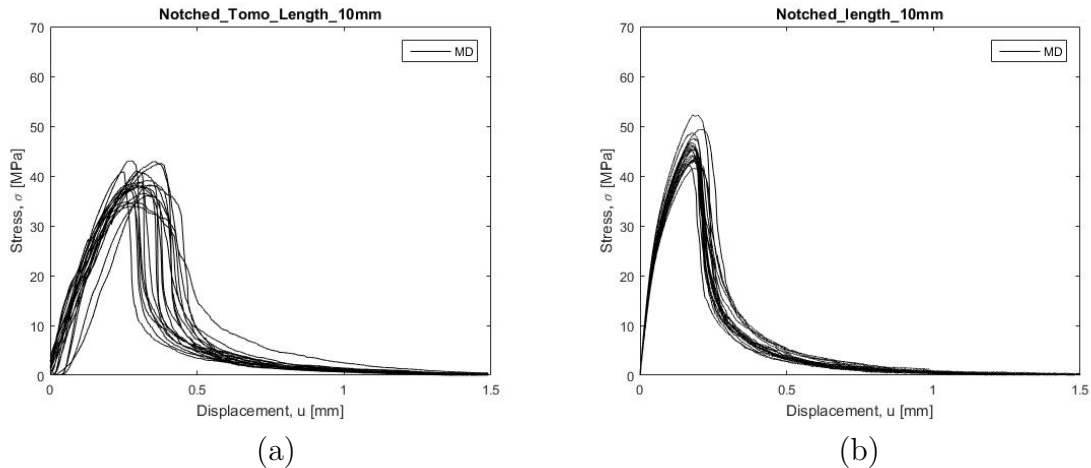 Notched_Tomo_Length_10mm
70
60
50
40
30
20
10
0
Stress, σ [MPa]
MD
0 0.5 1 1.5
Displacement, u [mm]
(a)
Notched_length_10mm
70
60
50
40
30
20
10
0
Stress, σ [MPa]
MD
0 0.5 1 1.5
Displacement, u [mm]
(b)